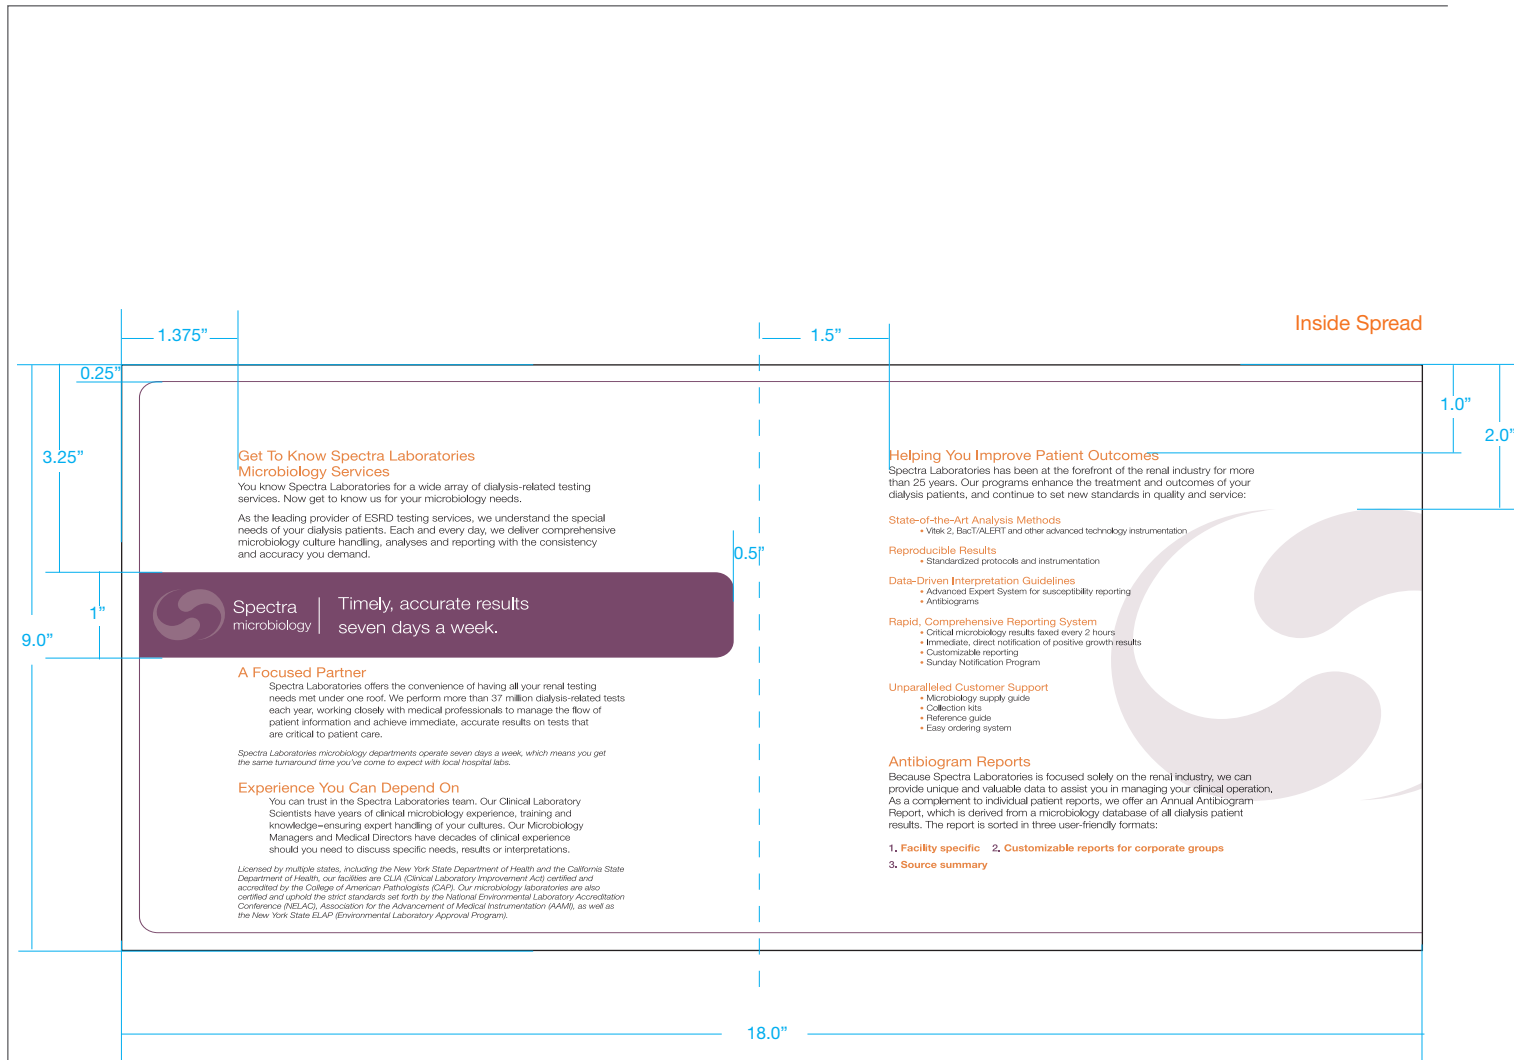 Inside Spread
1.375”
1.5”
0.25”
1.0”
2.0”
3.25”
0.5”
1”
9.0”
18.0”
Get To Know Spectra Laboratories
Microbiology Services
You know Spectra Laboratories for a wide array of dialysis-related testing
services. Now get to know us for your microbiology needs.
As the leading provider of ESRD testing services, we understand the special
needs of your dialysis patients. Each and every day, we deliver comprehensive
microbiology culture handling, analyses and reporting with the consistency
and accuracy you demand.
Spectra
microbiology
Timely, accurate results
seven days a week.
A Focused Partner
Spectra Laboratories offers the convenience of having all your renal testing
needs met under one roof. We perform more than 37 million dialysis-related tests
each year, working closely with medical professionals to manage the flow of
patient information and achieve immediate, accurate results on tests that
are critical to patient care.
Spectra Laboratories microbiology departments operate seven days a week, which means you get
the same turnaround time you’ve come to expect with local hospital labs.
Experience You Can Depend On
You can trust in the Spectra Laboratories team. Our Clinical Laboratory
Scientists have years of clinical microbiology experience, training and
knowledge–ensuring expert handling of your cultures. Our Microbiology
Managers and Medical Directors have decades of clinical experience
should you need to discuss specific needs, results or interpretations.
Licensed by multiple states, including the New York State Department of Health and the California State
Department of Health, our facilities are CLIA (Clinical Laboratory Improvement Act) certified and
accredited by the College of American Pathologists (CAP). Our microbiology laboratories are also
certified and uphold the strict standards set forth by the National Environmental Laboratory Accreditation
Conference (NELAC), Association for the Advancement of Medical Instrumentation (AAMI), as well as
the New York State ELAP (Environmental Laboratory Approval Program).
Helping You Improve Patient Outcomes
Spectra Laboratories has been at the forefront of the renal industry for more
than 25 years. Our programs enhance the treatment and outcomes of your
dialysis patients, and continue to set new standards in quality and service:
State-of-the-Art Analysis Methods
• Vitek 2, BacT/ALERT and other advanced technology instrumentation
Reproducible Results
• Standardized protocols and instrumentation
Data-Driven Interpretation Guidelines
• Advanced Expert System for susceptibility reporting
• Antibiograms
Rapid, Comprehensive Reporting System
• Critical microbiology results faxed every 2 hours
• Immediate, direct notification of positive growth results
• Customizable reporting
• Sunday Notification Program
Unparalleled Customer Support
• Microbiology supply guide
• Collection kits
• Reference guide
• Easy ordering system
Antibiogram Reports
Because Spectra Laboratories is focused solely on the renal industry, we can
provide unique and valuable data to assist you in managing your clinical operation.
As a complement to individual patient reports, we offer an Annual Antibiogram
Report, which is derived from a microbiology database of all dialysis patient
results. The report is sorted in three user-friendly formats:
1. Facility specific 2. Customizable reports for corporate groups
3. Source summary